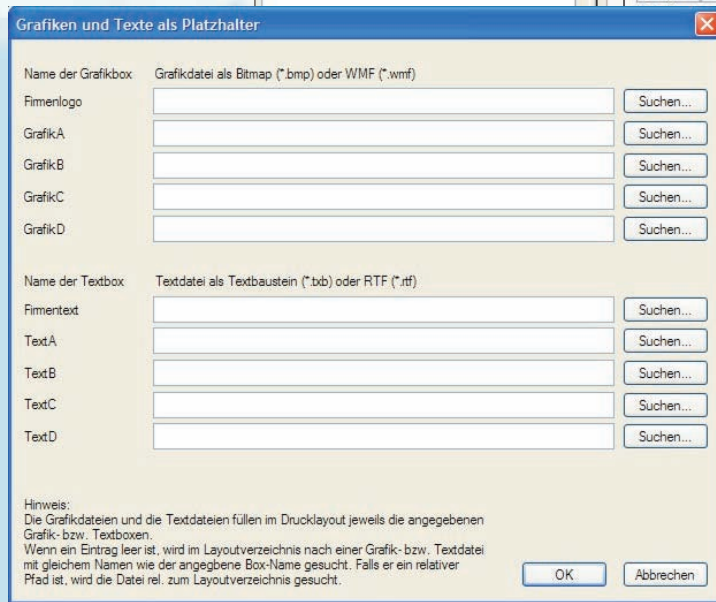 Grafiken und Texte als Platzhalter
Name der Grafikbox Grafikdatei als Bitmap (*.bmp) oder WMF (*.wmf)
Firmenlogo Suchen...
GrafikA Suchen...
GrafikB Suchen...
GrafikC Suchen...
GrafikD Suchen...
Name der Textbox Textdatei als Textbaustein (*.txb) oder RTF (*.rtf)
Firmentext Suchen...
TextA Suchen...
TextB Suchen...
TextC Suchen...
TextD Suchen...
Hinweis:
Die Grafikdateien und die Textdateien füllen im Drucklayout jeweils die angegebenen
Grafik- bzw. Textboxen.
Wenn ein Eintrag leer ist, wird im Layoutverzeichnis nach einer Grafik- bzw. Textdatei
mit gleichem Namen wie der angegbene Box-Name gesucht. Falls er ein relativer
Pfad ist, wird die Datei rel. zum Layoutverzeichnis gesucht.
OK Abbrechen